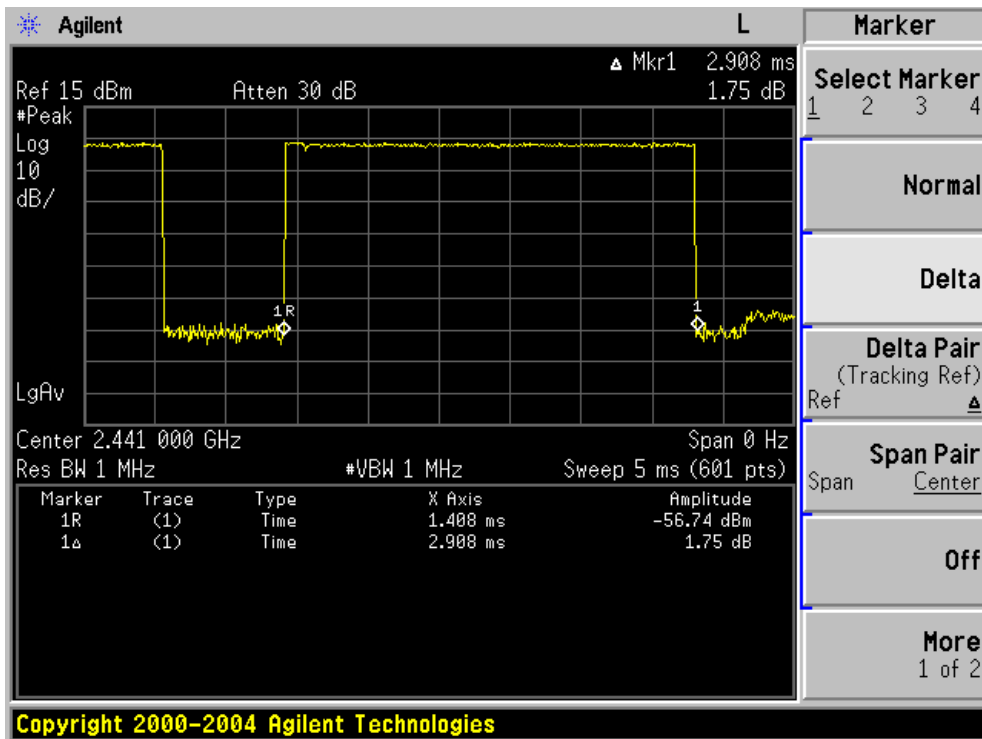 Agilent L
Δ Mkr1 2.908 ms
Ref 15 dBm Atten 30 dB 1.75 dB
#Peak
Log
10
dB/
1R
1
LgAv
Center 2.441 000 GHz Span 0 Hz
Res BW 1 MHz #VBW 1 MHz Sweep 5 ms (601 pts)
Marker Trace Type X Axis Amplitude
1R (1) Time 1.408 ms -56.74 dBm
1Δ (1) Time 2.908 ms 1.75 dB
Marker
Select Marker
1 2 3 4
Normal
Delta
Delta Pair
(Tracking Ref)
Ref Δ
Span Pair
Span Center
Off
More
1 of 2
Copyright 2000-2004 Agilent Technologies